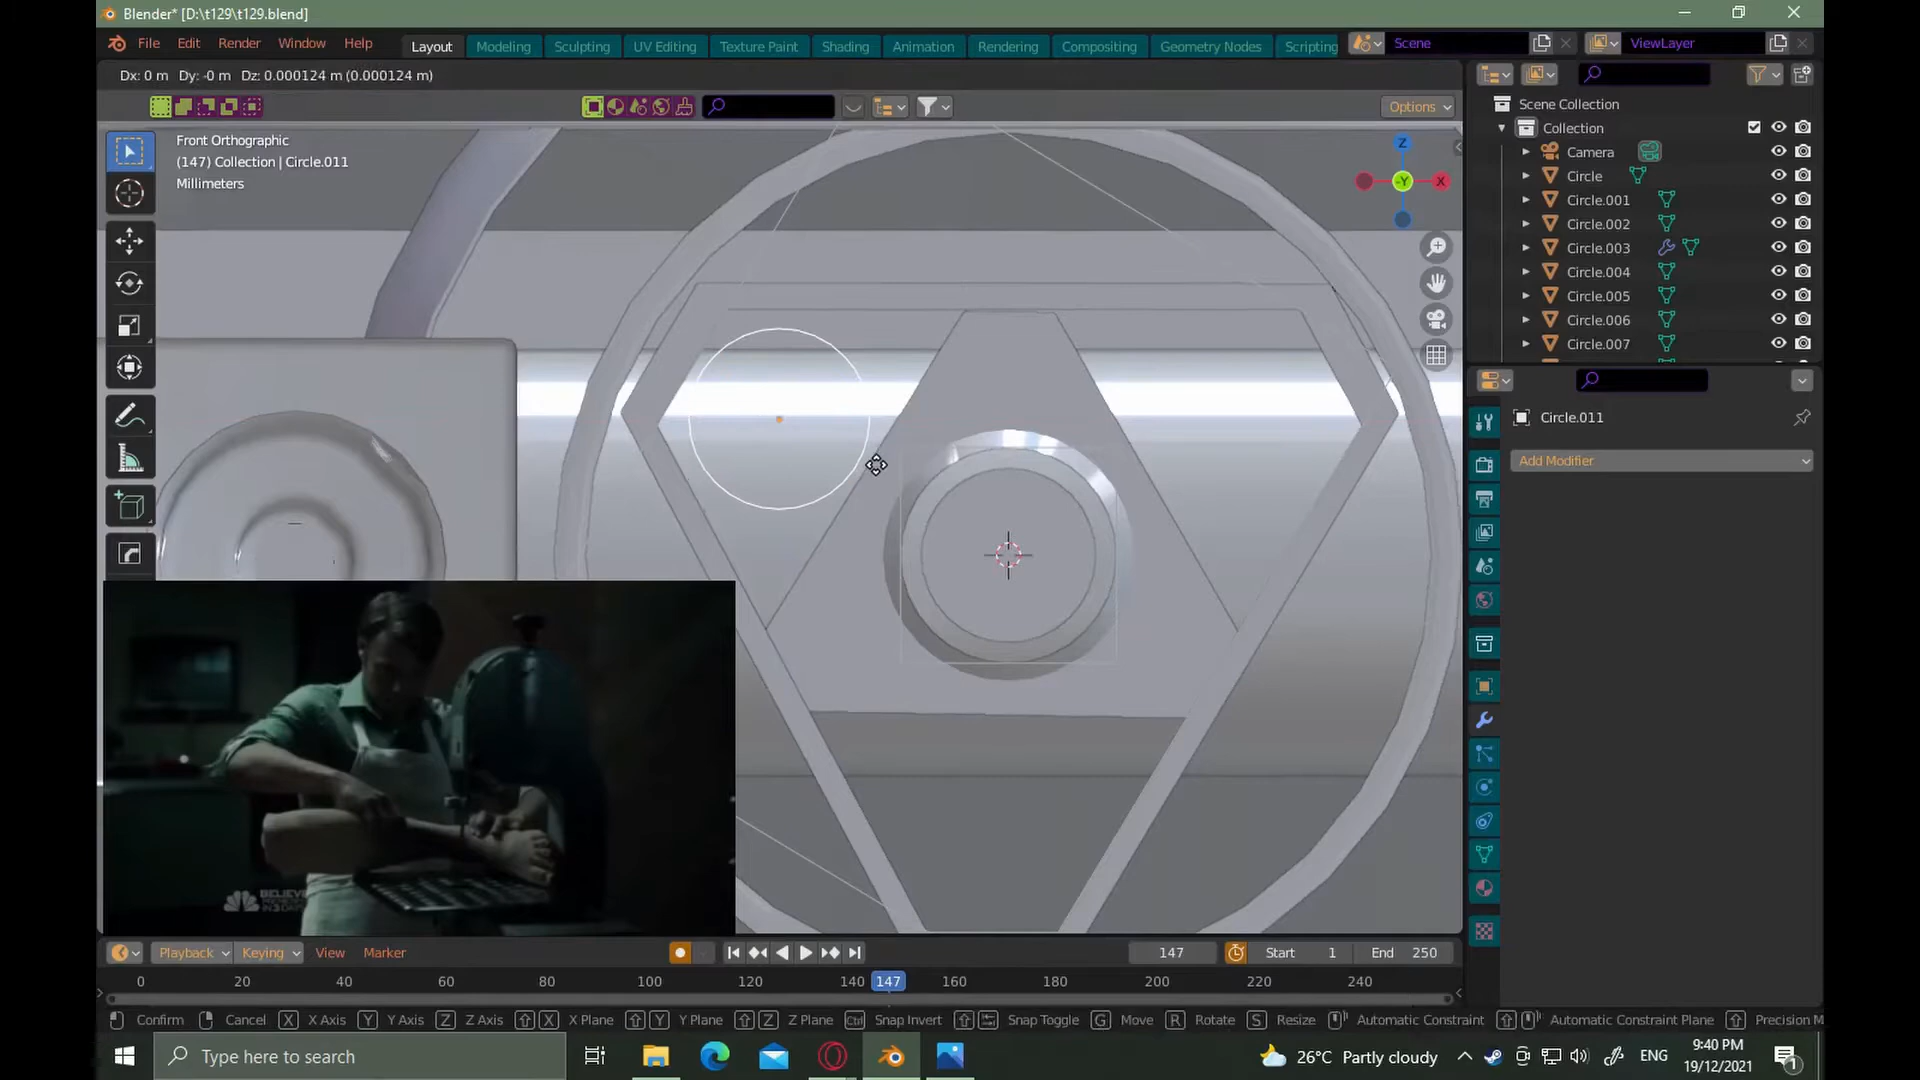 Blender* [D:\t129\t129.blend]
File Edit Render Window Help
Layout Modeling Sculpting UV Editing Texture Paint Shading Animation Rendering Compositing Geometry Nodes Scripting
Scene
ViewLayer
Dx: 0 m Dy: -0 m Dz: 0.000124 m (0.000124 m)
Options
Front Orthographic
(147) Collection | Circle.011
Millimeters
Z
Y
X
Scene Collection
Collection
Camera
Circle
Circle.001
Circle.002
Circle.003
Circle.004
Circle.005
Circle.006
Circle.007
Circle.011
Add Modifier
BELIEVE
IN 3 DAYS
Playback Keying View Marker
147 Start 1 End 250
0 20 40 60 80 100 120 140 147 160 180 200 220 240
Confirm Cancel X X Axis Y Y Axis Z Z Axis X X Plane Y Y Plane Z Z Plane Ctrl Snap Invert Snap Toggle G Move R Rotate S Resize Automatic Constraint Automatic Constraint Plane Precision M
Type here to search
26°C Partly cloudy
ENG
9:40 PM
19/12/2021
1